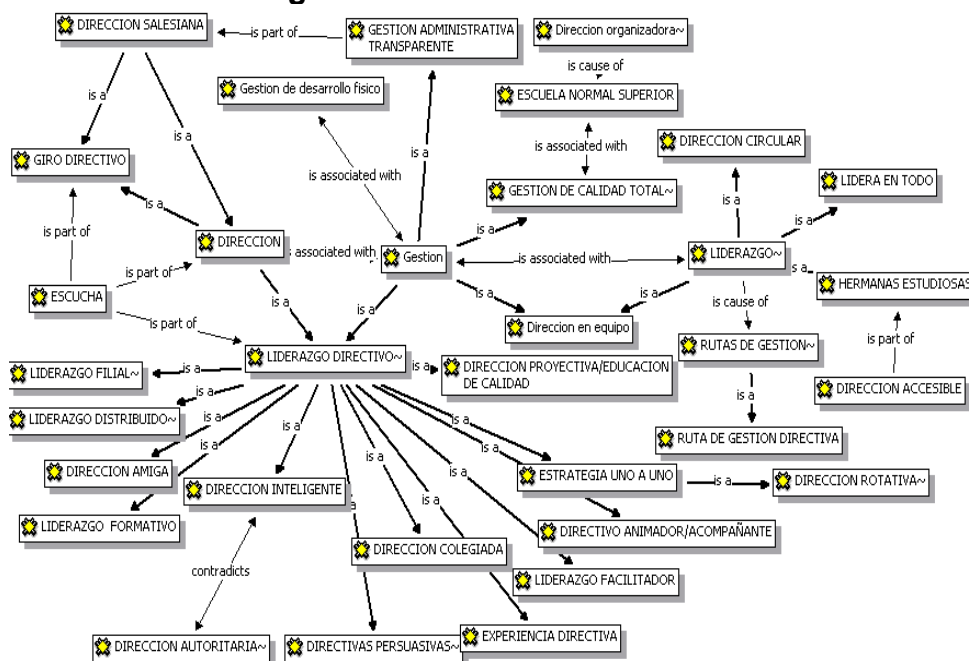 DIRECCION SALESIANA
is part of
GESTION ADMINISTRATIVA
TRANSPARENTE
Direccion organizadora~
is cause of
Gestion de desarrollo fisico
ESCUELA NORMAL SUPERIOR
is a
is a
is a
GIRO DIRECTIVO
is associated with
is associated with
DIRECCION CIRCULAR
LIDERA EN TODO
GESTION DE CALIDAD TOTAL~
is a
is a
is a
is a
is part of
DIRECCION
is associated with
Gestion
is associated with
LIDERAZGO~
is a
HERMANAS ESTUDIOSAS
ESCUCHA
is part of
is a
is a
is a
is a
is cause of
is part of
Direccion en equipo
RUTAS DE GESTION~
is part of
LIDERAZGO DIRECTIVO~
is a
DIRECCION PROYECTIVA/EDUCACION
DE CALIDAD
LIDERAZGO FILIAL~
is a
is a
DIRECCION ACCESIBLE
LIDERAZGO DISTRIBUIDO~
is a
is a
is a
is a
is a
is a
RUTA DE GESTION DIRECTIVA
DIRECCION AMIGA
is a
is a
ESTRATEGIA UNO A UNO
is a
DIRECCION ROTATIVA~
DIRECCION INTELIGENTE
is a
is a
LIDERAZGO FORMATIVO
a
DIRECTIVO ANIMADOR/ACOMPAÑANTE
DIRECCION COLEGIADA
contradicts
LIDERAZGO FACILITADOR
DIRECCION AUTORITARIA~
DIRECTIVAS PERSUASIVAS~
EXPERIENCIA DIRECTIVA